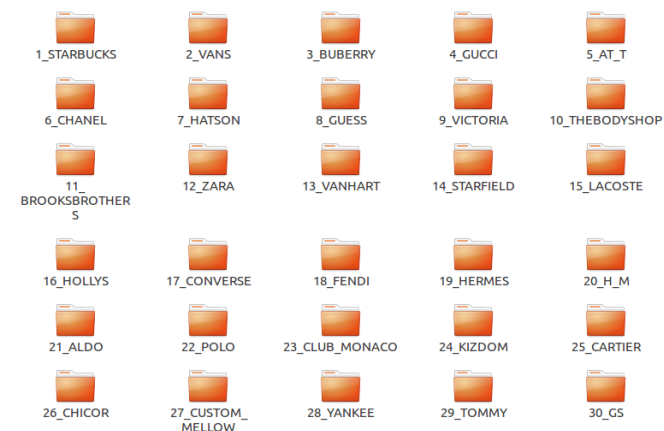 1_STARBUCKS
2_VANS
3_BUBERRY
4_GUCCI
5_AT_T
6_CHANEL
7_HATSON
8_GUESS
9_VICTORIA
10_THEBODYSHOP
11_
BROOKSBROTHER
S
12_ZARA
13_VANHART
14_STARFIELD
15_LACOSTE
16_HOLLYS
17_CONVERSE
18_FENDI
19_HERMES
20_H_M
21_ALDO
22_POLO
23_CLUB_MONACO
24_KIZDOM
25_CARTIER
26_CHICOR
27_CUSTOM_
MELLOW
28_YANKEE
29_TOMMY
30_GS